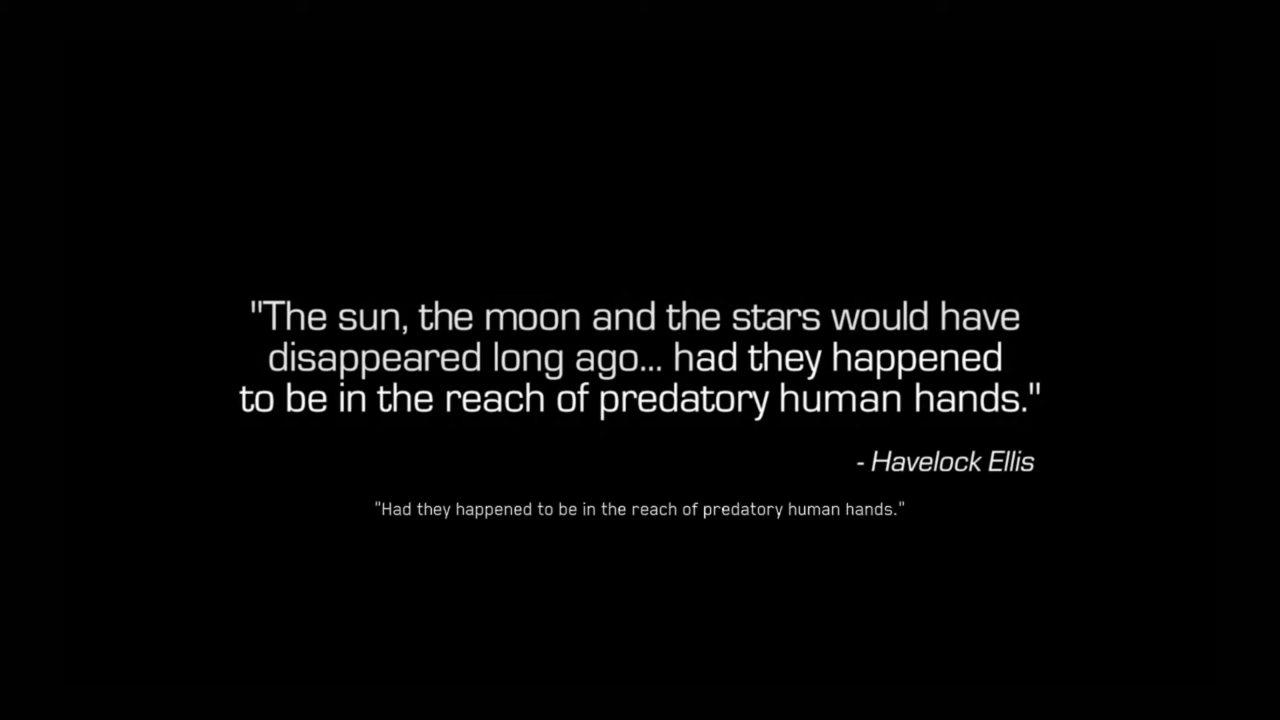 "The sun, the moon and the stars would have
disappeared long ago... had they happened
to be in the reach of predatory human hands."
- Havelock Ellis
"Had they happened to be in the reach of predatory human hands."